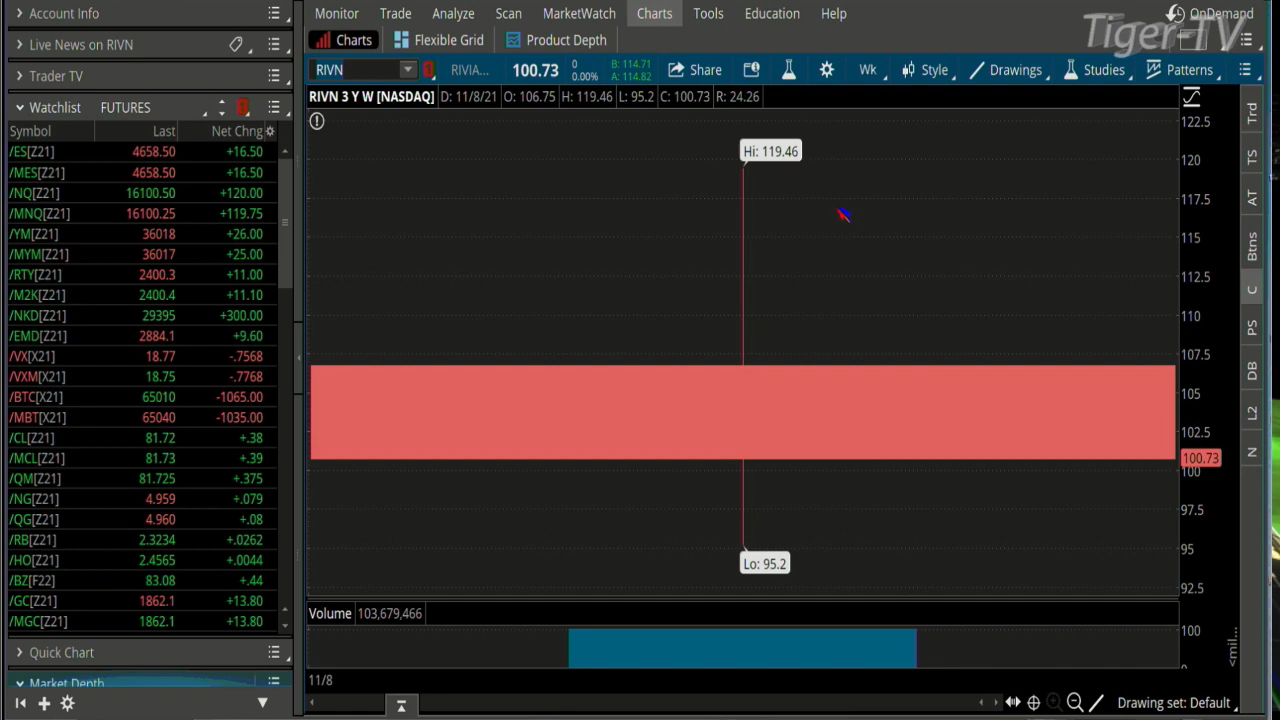 Account Info
Live News on RIVN
Trader TV
Watchlist FUTURES
Symbol Last Net Chng
/ES[Z21] 4658.50 +16.50
/MES[Z21] 4658.50 +16.50
/NQ[Z21] 16100.50 +120.00
/MNQ[Z21] 16100.25 +119.75
/YM[Z21] 36018 +26.00
/MYM[Z21] 36017 +25.00
/RTY[Z21] 2400.3 +11.00
/M2K[Z21] 2400.4 +11.10
/NKD[Z21] 29395 +300.00
/EMD[Z21] 2884.1 +9.60
/VX[X21] 18.77 -.7568
/VXM[X21] 18.75 -.7768
/BTC[X21] 65010 -1065.00
/MBT[X21] 65040 -1035.00
/CL[Z21] 81.72 +.38
/MCL[Z21] 81.73 +.39
/QM[Z21] 81.725 +.375
/NG[Z21] 4.959 +.079
/QG[Z21] 4.960 +.08
/RB[Z21] 2.3234 +.0262
/HO[Z21] 2.4565 +.0044
/BZ[F22] 83.08 +.44
/GC[Z21] 1862.1 +13.80
/MGC[Z21] 1862.1 +13.80
Quick Chart
Market Depth
Monitor Trade Analyze Scan MarketWatch Charts Tools Education Help
OnDemand
Tiger-TV
Charts Flexible Grid Product Depth
RIVN 1 RIVIA... 100.73 0 0.00% B: 114.71 A: 114.82 Share Wk Style Drawings Studies Patterns
RIVN 3 Y W [NASDAQ] D: 11/8/21 O: 106.75 H: 119.46 L: 95.2 C: 100.73 R: 24.26
Hi: 119.46
Lo: 95.2
122.5
120
117.5
115
112.5
110
107.5
105
102.5
100.73
100
97.5
95
92.5
Volume 103,679,466
100
0
<mil...
11/8
Drawing set: Default
Trd
TS
AT
Btns
C
PS
DB
L2
N